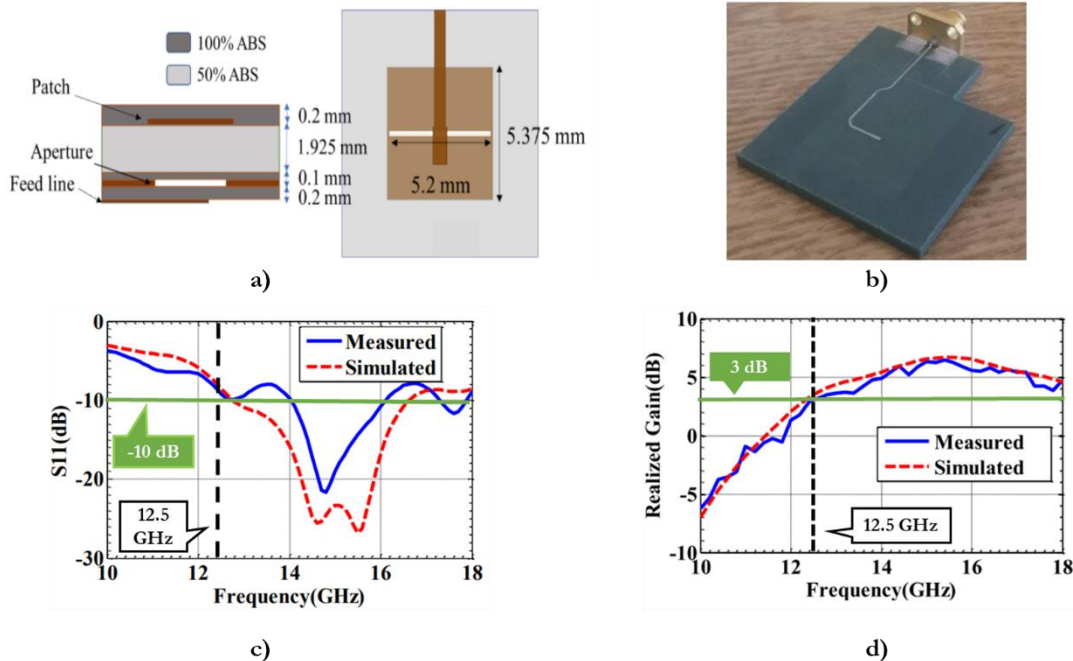 100% ABS
50% ABS
Patch
Aperture
Feed line
0.2 mm
1.925 mm
0.1 mm
0.2 mm
5.2 mm
5.375 mm
a)
b)
0
-10
-20
-30
S11(dB)
Measured
Simulated
-10 dB
12.5
GHz
10 12 14 16 18
Frequency(GHz)
c)
10
5
0
-5
-10
Realized Gain(dB)
3 dB
Measured
Simulated
12.5 GHz
10 12 14 16 18
Frequency(GHz)
d)